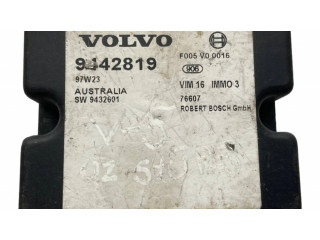 VOLVO
F005 V0 0016
9442819
97W23
AUSTRALIA
VIM 16 IMMO 3
SW 9432601
76607
ROBERT BOSCH GmbH